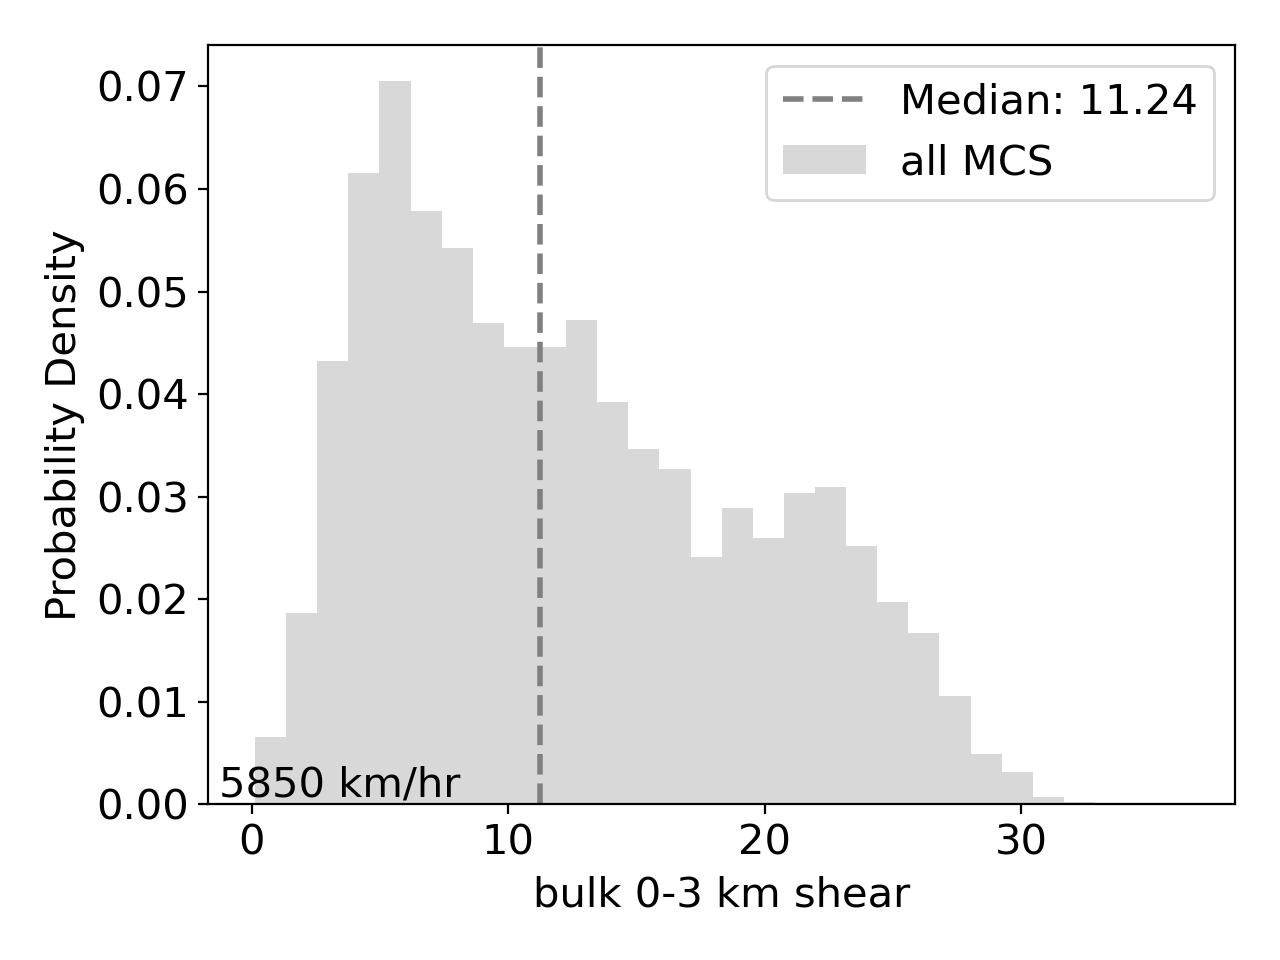 0.07
0.06
0.05
0.04
0.03
0.02
0.01
0.00
Probability Density
Median: 11.24
all MCS
5850 km/hr
0 10 20 30
bulk 0-3 km shear